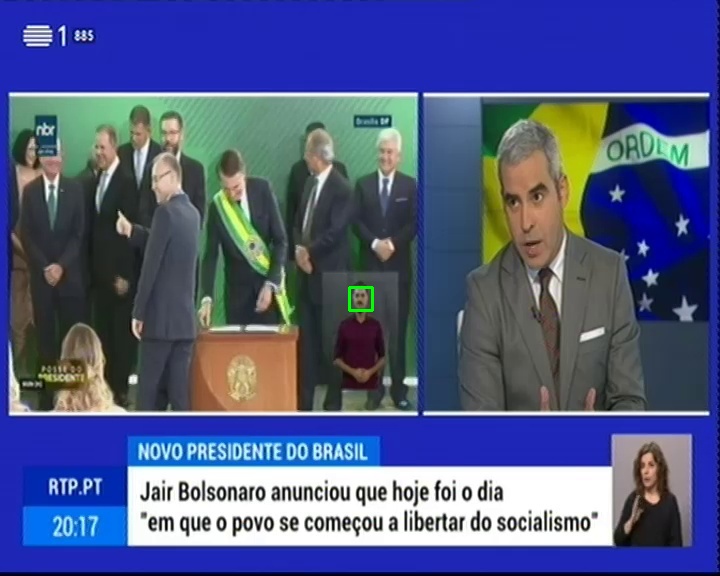 1 885
nbr
Brasília DF
ORDEM
POSSE DO
PRESIDENTE
NOVO PRESIDENTE DO BRASIL
RTP.PT
Jair Bolsonaro anunciou que hoje foi o dia
20:17
"em que o povo se começou a libertar do socialismo"